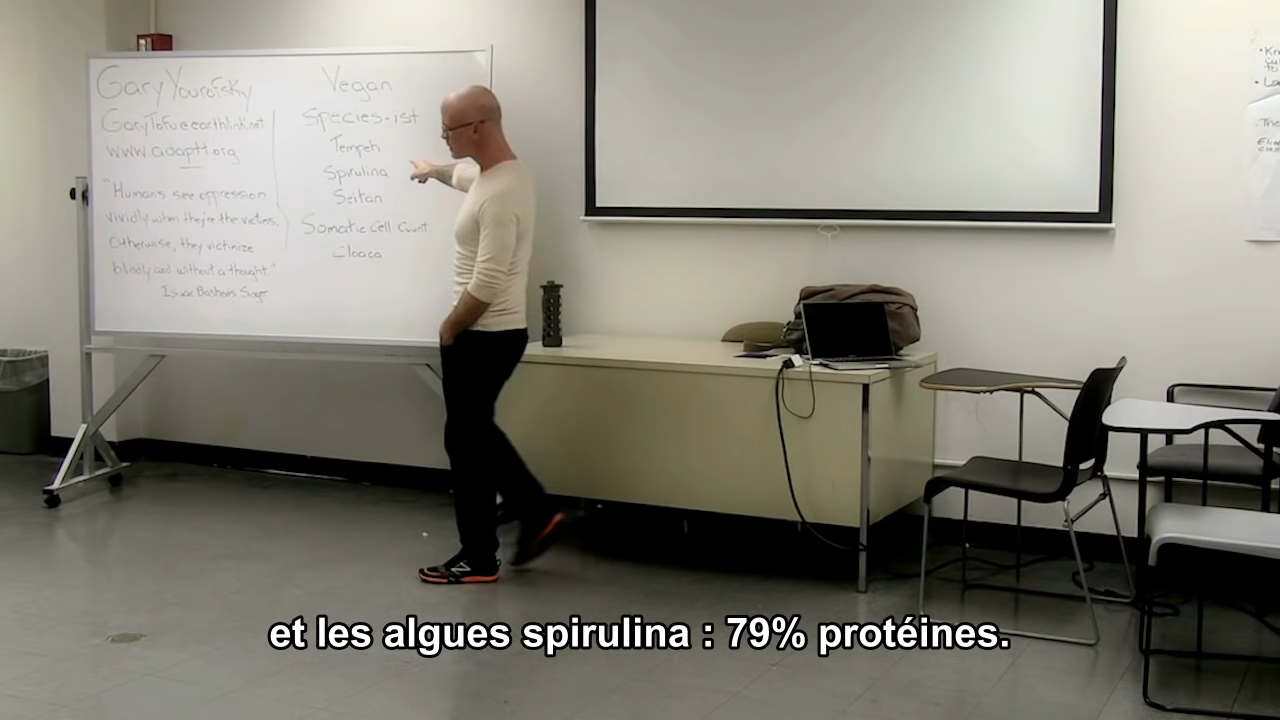 Gary Yourofsky
GaryTofu@earthlink.net
www.adaptt.org
"Humans see oppression
vividly when they're the victims.
Otherwise, they victimize
blindly and without a thought."
Isaac Bashevis Singer
Vegan
Species-ist
Tempeh
Spirulina
Seitan
Somatic Cell Count
Cloaca
et les algues spirulina : 79% protéines.